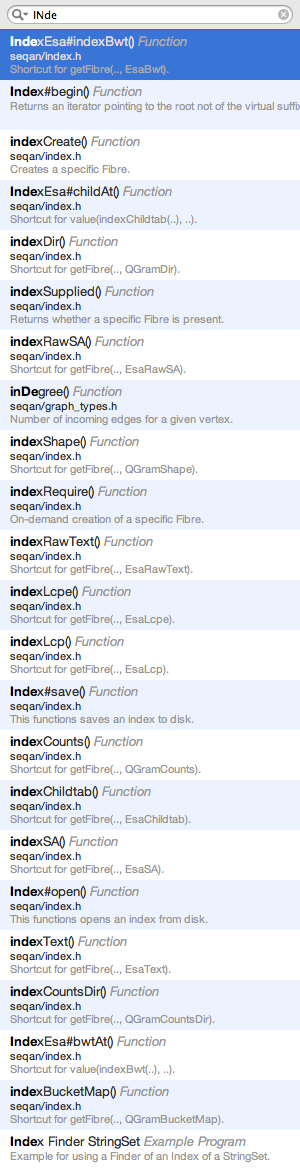 INde
IndexEsa#indexBwt() Function
seqan/index.h
Shortcut for getFibre(.., EsaBwt).
Index#begin() Function
Returns an iterator pointing to the root not of the virtual suffix
indexCreate() Function
seqan/index.h
Creates a specific Fibre.
IndexEsa#childAt() Function
seqan/index.h
Shortcut for value(indexChildtab(..), ..).
indexDir() Function
seqan/index.h
Shortcut for getFibre(.., QGramDir).
indexSupplied() Function
seqan/index.h
Returns whether a specific Fibre is present.
indexRawSA() Function
seqan/index.h
Shortcut for getFibre(.., EsaRawSA).
inDegree() Function
seqan/graph_types.h
Number of incoming edges for a given vertex.
indexShape() Function
seqan/index.h
Shortcut for getFibre(.., QGramShape).
indexRequire() Function
seqan/index.h
On-demand creation of a specific Fibre.
indexRawText() Function
seqan/index.h
Shortcut for getFibre(.., EsaRawText).
indexLcpe() Function
seqan/index.h
Shortcut for getFibre(.., EsaLcpe).
indexLcp() Function
seqan/index.h
Shortcut for getFibre(.., EsaLcp).
Index#save() Function
seqan/index.h
This functions saves an index to disk.
indexCounts() Function
seqan/index.h
Shortcut for getFibre(.., QGramCounts).
indexChildtab() Function
seqan/index.h
Shortcut for getFibre(.., EsaChildtab).
indexSA() Function
seqan/index.h
Shortcut for getFibre(.., EsaSA).
Index#open() Function
seqan/index.h
This functions opens an index from disk.
indexText() Function
seqan/index.h
Shortcut for getFibre(.., EsaText).
indexCountsDir() Function
seqan/index.h
Shortcut for getFibre(.., QGramCountsDir).
IndexEsa#bwtAt() Function
seqan/index.h
Shortcut for value(indexBwt(..), ..).
indexBucketMap() Function
seqan/index.h
Shortcut for getFibre(.., QGramBucketMap).
Index Finder StringSet Example Program
Example for using a Finder of an Index of a StringSet.